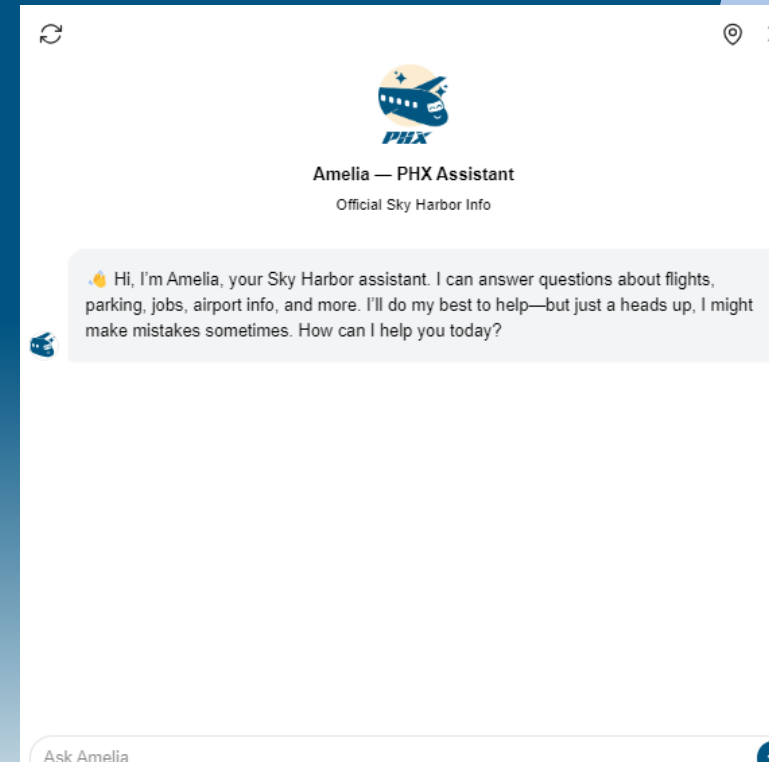 PHX
Amelia — PHX Assistant
Official Sky Harbor Info
👋 Hi, I’m Amelia, your Sky Harbor assistant. I can answer questions about flights,
parking, jobs, airport info, and more. I’ll do my best to help—but just a heads up, I might
make mistakes sometimes. How can I help you today?
Ask Amelia